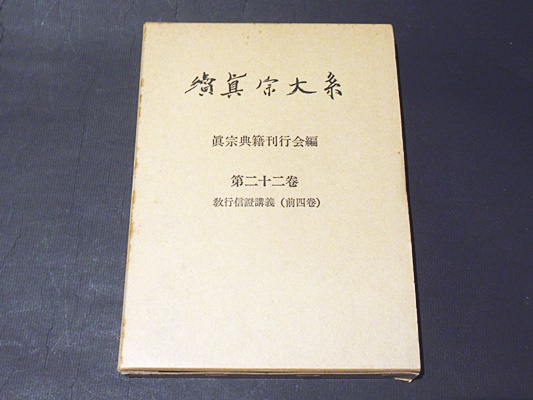 續眞宗大系
眞宗典籍刊行会編
第二十二巻
教行信證講義（前四巻）